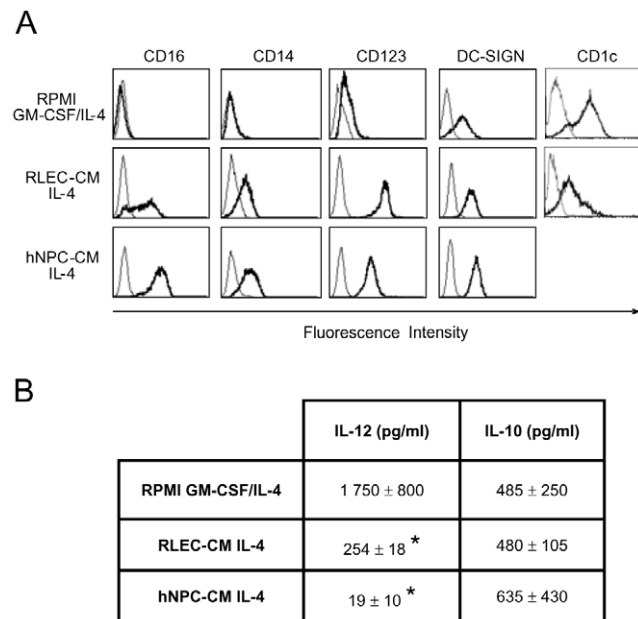 A
CD16 CD14 CD123 DC-SIGN CD1c
RPMI
GM-CSF/IL-4
RLEC-CM
IL-4
hNPC-CM
IL-4
Fluorescence Intensity
B
IL-12 (pg/ml) IL-10 (pg/ml)
RPMI GM-CSF/IL-4 1 750 ± 800 485 ± 250
RLEC-CM IL-4 254 ± 18 * 480 ± 105
hNPC-CM IL-4 19 ± 10 * 635 ± 430